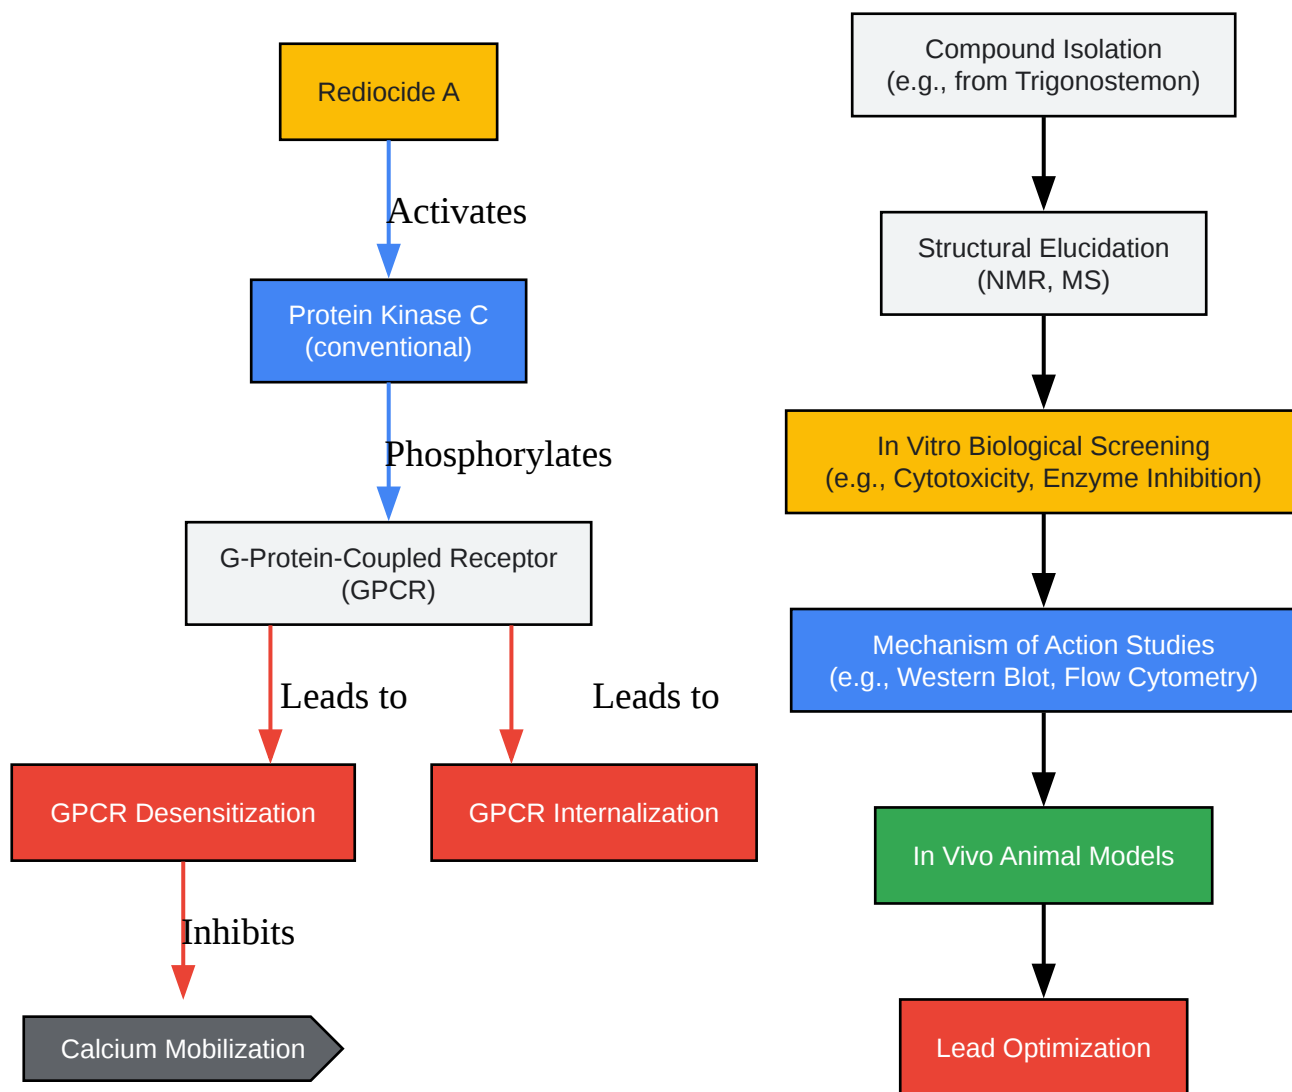 Rediocide A
Activates
Protein Kinase C
(conventional)
Phosphorylates
G-Protein-Coupled Receptor
(GPCR)
Leads to
Leads to
GPCR Desensitization
GPCR Internalization
Inhibits
Calcium Mobilization
Compound Isolation
(e.g., from Trigonostemon)
Structural Elucidation
(NMR, MS)
In Vitro Biological Screening
(e.g., Cytotoxicity, Enzyme Inhibition)
Mechanism of Action Studies
(e.g., Western Blot, Flow Cytometry)
In Vivo Animal Models
Lead Optimization